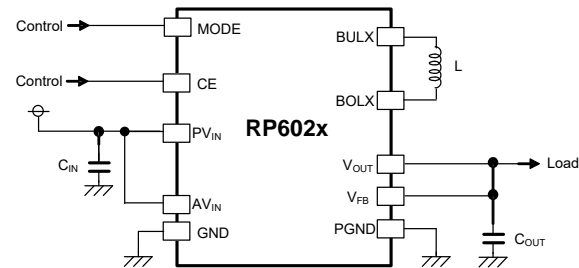 Control
MODE
BULX
L
Control
CE
BOLX
RP602x
PVIN
CIN
VOUT
Load
AVIN
VFB
GND
PGND
COUT